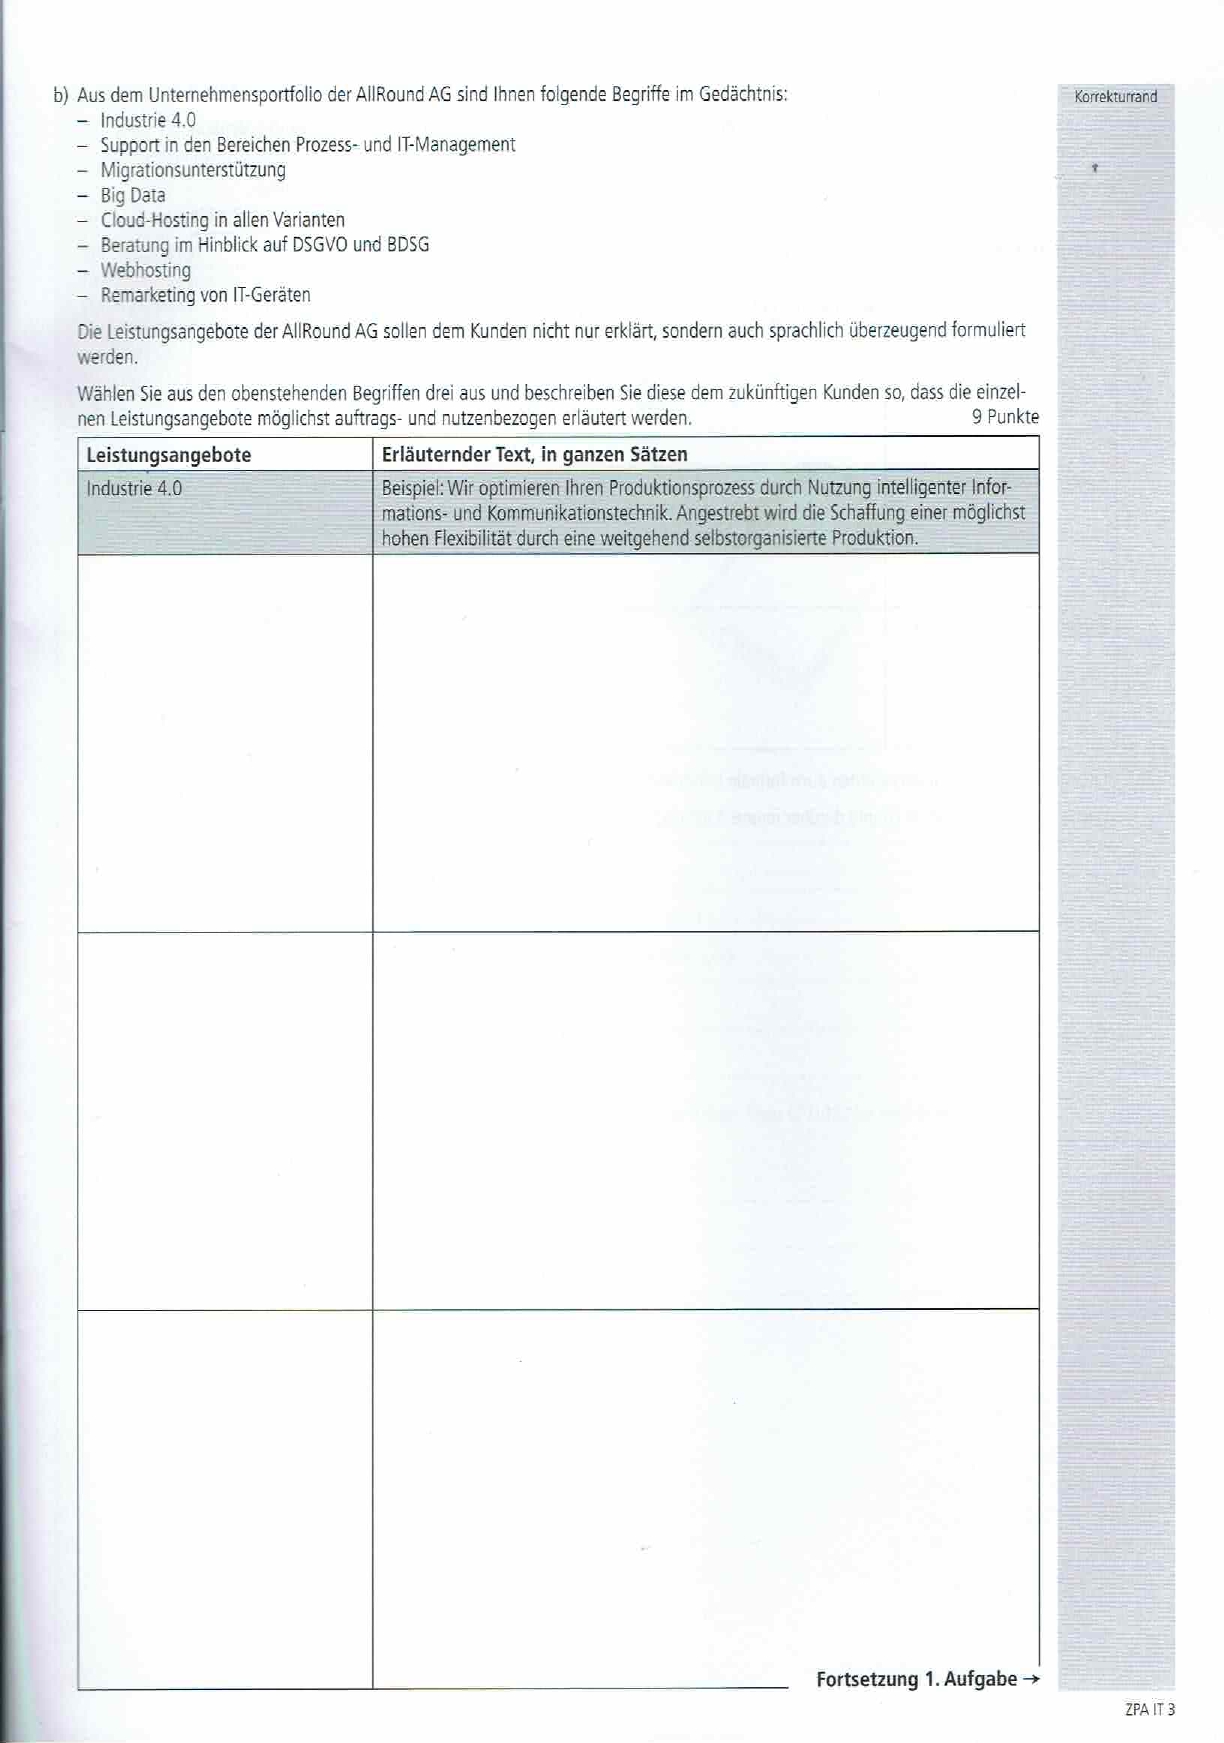 b) Aus dem Unternehmensportfolio der AllRound AG sind Ihnen folgende Begriffe im Gedächtnis:
– Industrie 4.0
– Support in den Bereichen Prozess- und IT-Management
– Migrationsunterstützung
– Big Data
– Cloud-Hosting in allen Varianten
– Beratung im Hinblick auf DSGVO und BDSG
– Webhosting
– Remarketing von IT-Geräten
Die Leistungsangebote der AllRound AG sollen dem Kunden nicht nur erklärt, sondern auch sprachlich überzeugend formuliert
werden.
Wählen Sie aus den obenstehenden Begriffen drei aus und beschreiben Sie diese dem zukünftigen Kunden so, dass die einzel-
nen Leistungsangebote möglichst auftrags- und nutzenbezogen erläutert werden. 9 Punkte
Korrekturrand
Leistungsangebote
Erläuternder Text, in ganzen Sätzen
Industrie 4.0
Beispiel: Wir optimieren Ihren Produktionsprozess durch Nutzung intelligenter Infor-
mations- und Kommunikationstechnik. Angestrebt wird die Schaffung einer möglichst
hohen Flexibilität durch eine weitgehend selbstorganisierte Produktion.
Fortsetzung 1. Aufgabe →
ZPA IT 3